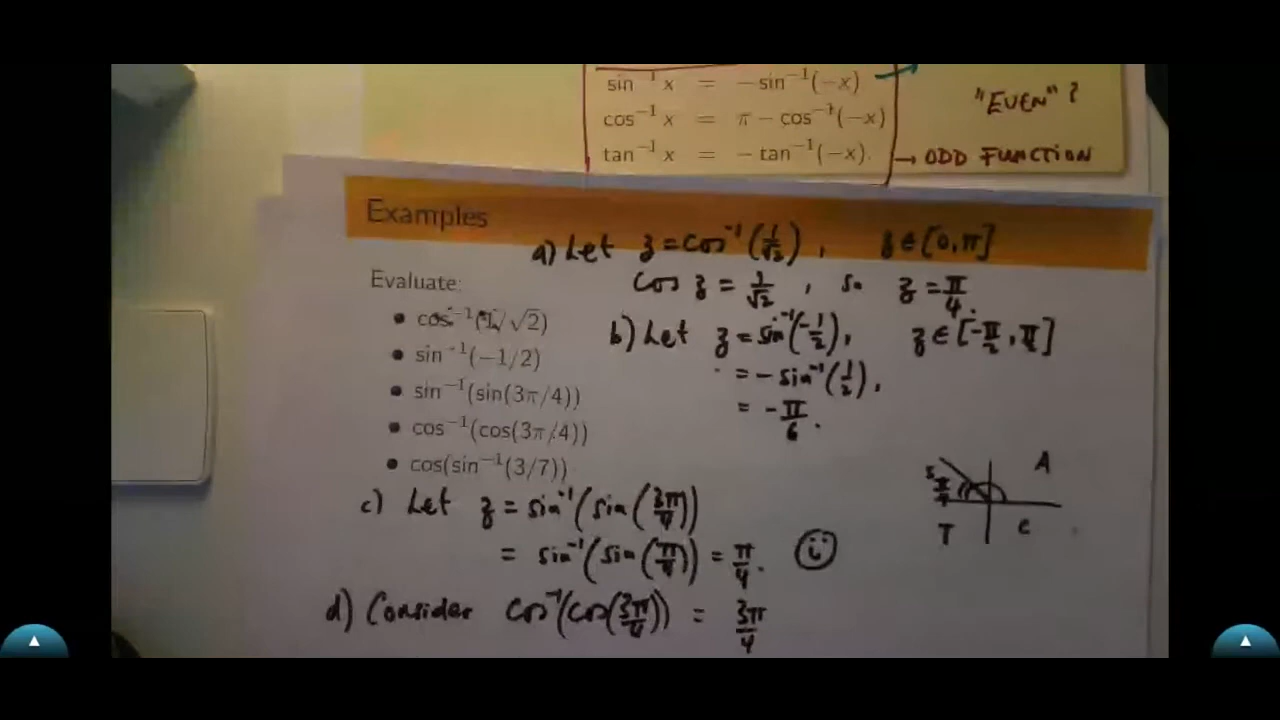 sin⁻¹ x = −sin⁻¹(−x)
"EVEN"?
cos⁻¹ x = π − cos⁻¹(−x)
tan⁻¹ x = −tan⁻¹(−x). → ODD FUNCTION
Examples
a) Let z = cos⁻¹(1/√2), z ∈ [0, π]
cos z = 1/√2, so z = π/4.
Evaluate:
• cos⁻¹(1/√2)
• sin⁻¹(−1/2)
• sin⁻¹(sin(3π/4))
• cos⁻¹(cos(3π/4))
• cos(sin⁻¹(3/7))
b) Let z = sin⁻¹(−1/2), z ∈ [−π/2, π/2]
= −sin⁻¹(1/2),
= −π/6.
S A
π/4
T C
c) Let z = sin⁻¹(sin(3π/4))
= sin⁻¹(sin(π/4)) = π/4.
d) Consider cos⁻¹(cos(3π/4)) = 3π/4